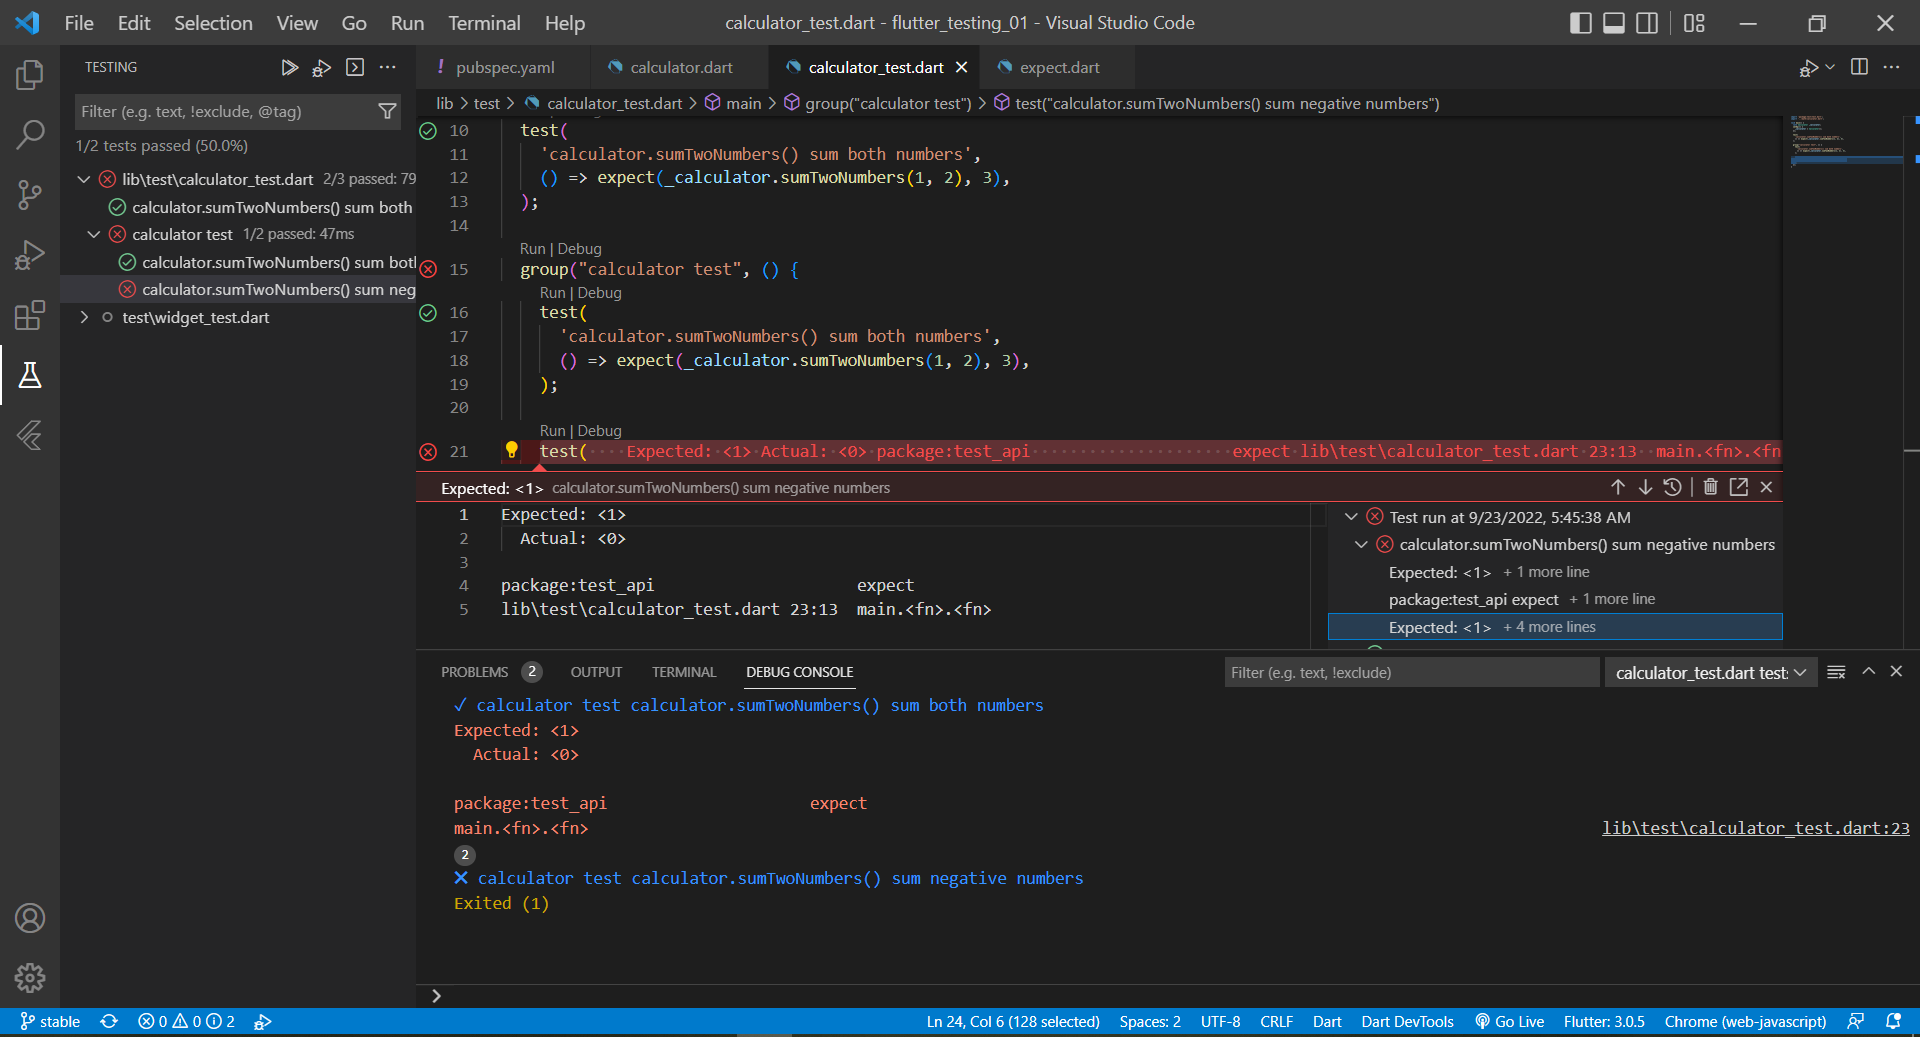 File Edit Selection View Go Run Terminal Help
calculator_test.dart - flutter_testing_01 - Visual Studio Code
TESTING
Filter (e.g. text, !exclude, @tag)
1/2 tests passed (50.0%)
lib\test\calculator_test.dart 2/3 passed: 79
calculator.sumTwoNumbers() sum both
calculator test 1/2 passed: 47ms
calculator.sumTwoNumbers() sum bot
calculator.sumTwoNumbers() sum neg
test\widget_test.dart
! pubspec.yaml
calculator.dart
calculator_test.dart
expect.dart
lib > test > calculator_test.dart > main > group("calculator test") > test("calculator.sumTwoNumbers() sum negative numbers")
10 test(
11 'calculator.sumTwoNumbers() sum both numbers',
12 () => expect(_calculator.sumTwoNumbers(1, 2), 3),
13 );
14
Run | Debug
15 group("calculator test", () {
Run | Debug
16 test(
17 'calculator.sumTwoNumbers() sum both numbers',
18 () => expect(_calculator.sumTwoNumbers(1, 2), 3),
19 );
20
Run | Debug
21 test(····Expected:·<1>·Actual:·<0>·package:test_api·····················expect·lib\test\calculator_test.dart·23:13··main.<fn>.<fn
Expected: <1> calculator.sumTwoNumbers() sum negative numbers
1 Expected: <1>
2 Actual: <0>
3
4 package:test_api expect
5 lib\test\calculator_test.dart 23:13 main.<fn>.<fn>
Test run at 9/23/2022, 5:45:38 AM
calculator.sumTwoNumbers() sum negative numbers
Expected: <1> + 1 more line
package:test_api expect + 1 more line
Expected: <1> + 4 more lines
PROBLEMS 2 OUTPUT TERMINAL DEBUG CONSOLE
Filter (e.g. text, !exclude)
calculator_test.dart test
✓ calculator test calculator.sumTwoNumbers() sum both numbers
Expected: <1>
Actual: <0>
package:test_api expect
main.<fn>.<fn> lib\test\calculator_test.dart:23
2
✕ calculator test calculator.sumTwoNumbers() sum negative numbers
Exited (1)
stable 0 0 2 Ln 24, Col 6 (128 selected) Spaces: 2 UTF-8 CRLF Dart Dart DevTools Go Live Flutter: 3.0.5 Chrome (web-javascript)